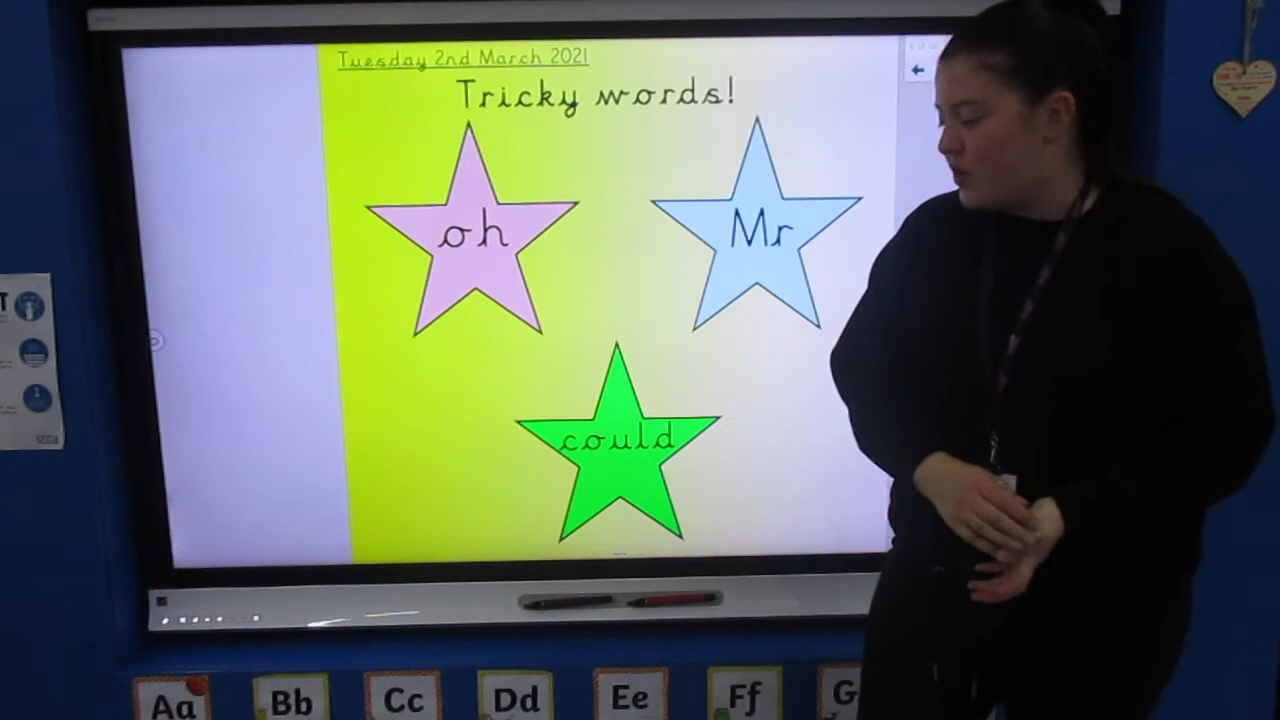 Tuesday 2nd March 2021
Tricky words!
oh
Mr
could
Aa
Bb
Cc
Dd
Ee
Ff
G